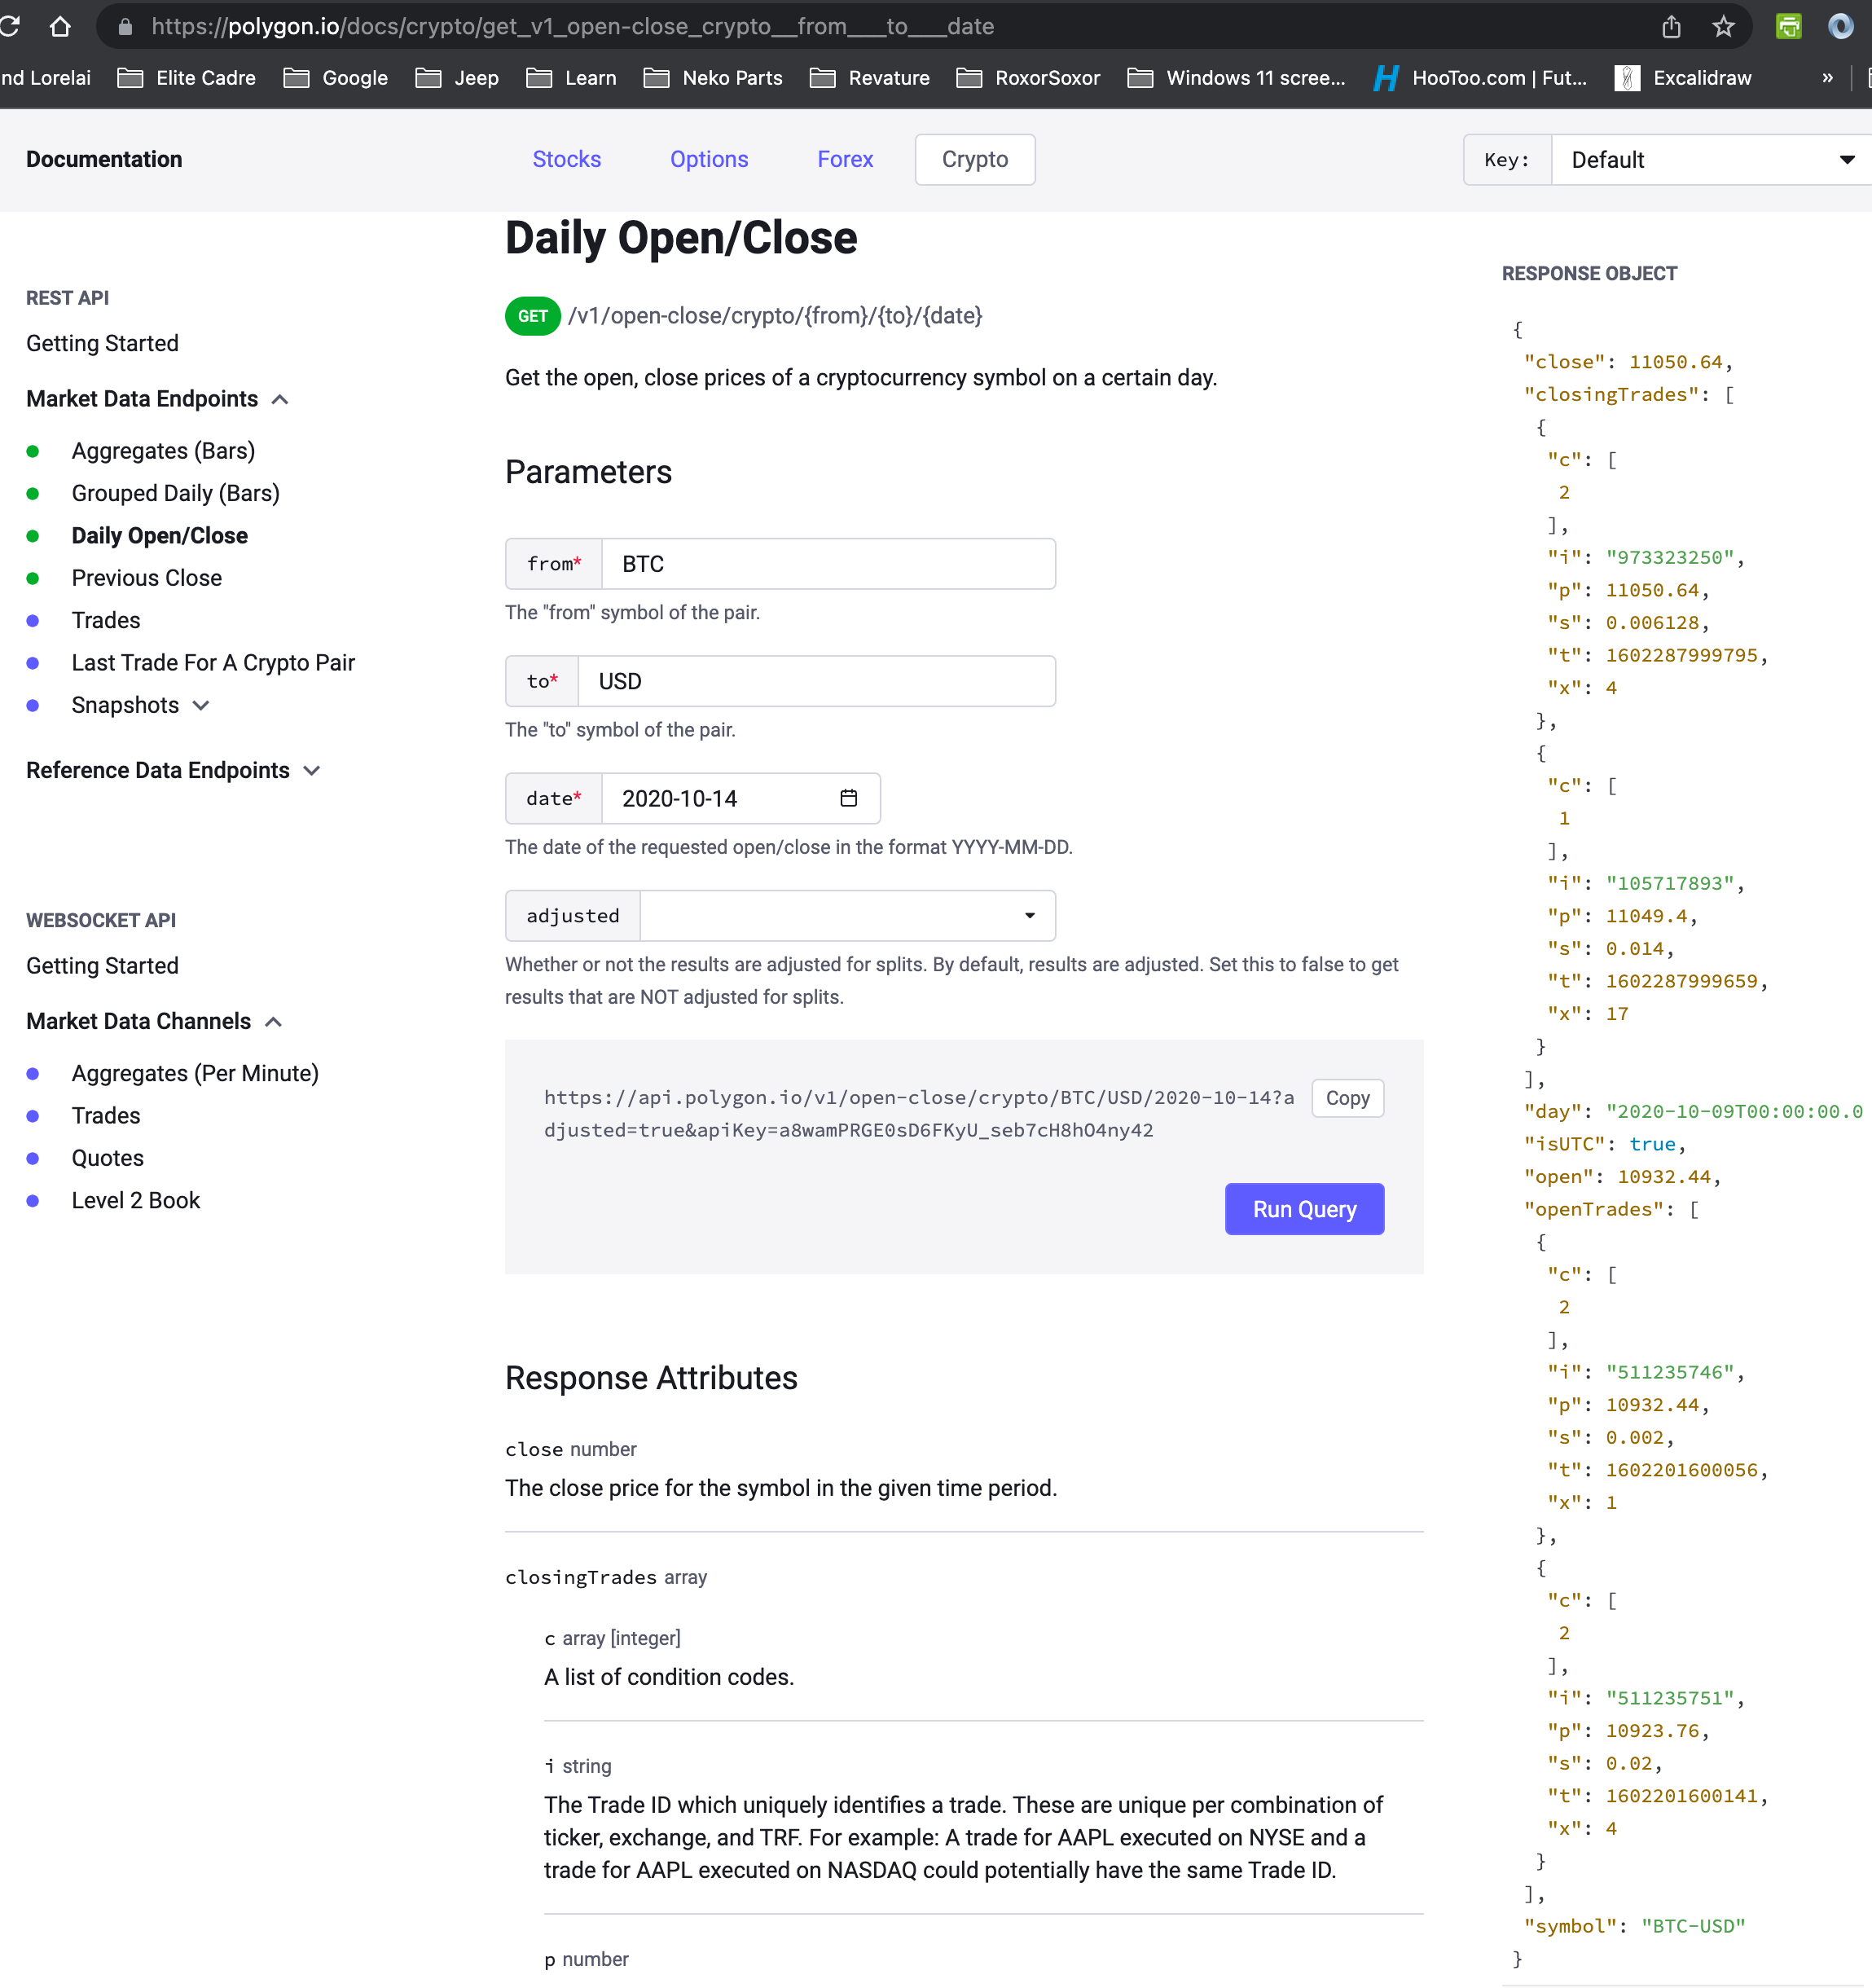 https://polygon.io/docs/crypto/get_v1_open-close_crypto__from___to___date
nd Lorelai
Elite Cadre
Google
Jeep
Learn
Neko Parts
Revature
RoxorSoxor
Windows 11 scree...
HooToo.com | Fut...
Excalidraw
»
Documentation
Stocks
Options
Forex
Crypto
Key:
Default
REST API
Getting Started
Market Data Endpoints
Aggregates (Bars)
Grouped Daily (Bars)
Daily Open/Close
Previous Close
Trades
Last Trade For A Crypto Pair
Snapshots
Reference Data Endpoints
WEBSOCKET API
Getting Started
Market Data Channels
Aggregates (Per Minute)
Trades
Quotes
Level 2 Book
Daily Open/Close
GET /v1/open-close/crypto/{from}/{to}/{date}
Get the open, close prices of a cryptocurrency symbol on a certain day.
Parameters
from* BTC
The "from" symbol of the pair.
to* USD
The "to" symbol of the pair.
date* 2020-10-14
The date of the requested open/close in the format YYYY-MM-DD.
adjusted
Whether or not the results are adjusted for splits. By default, results are adjusted. Set this to false to get
results that are NOT adjusted for splits.
https://api.polygon.io/v1/open-close/crypto/BTC/USD/2020-10-14?a
djusted=true&apiKey=a8wamPRGE0sD6FKyU_seb7cH8hO4ny42
Copy
Run Query
Response Attributes
close number
The close price for the symbol in the given time period.
closingTrades array
c array [integer]
A list of condition codes.
i string
The Trade ID which uniquely identifies a trade. These are unique per combination of
ticker, exchange, and TRF. For example: A trade for AAPL executed on NYSE and a
trade for AAPL executed on NASDAQ could potentially have the same Trade ID.
p number
RESPONSE OBJECT
{
"close": 11050.64,
"closingTrades": [
{
"c": [
2
],
"i": "973323250",
"p": 11050.64,
"s": 0.006128,
"t": 1602287999795,
"x": 4
},
{
"c": [
1
],
"i": "105717893",
"p": 11049.4,
"s": 0.014,
"t": 1602287999659,
"x": 17
}
],
"day": "2020-10-09T00:00:00.0
"isUTC": true,
"open": 10932.44,
"openTrades": [
{
"c": [
2
],
"i": "511235746",
"p": 10932.44,
"s": 0.002,
"t": 1602201600056,
"x": 1
},
{
"c": [
2
],
"i": "511235751",
"p": 10923.76,
"s": 0.02,
"t": 1602201600141,
"x": 4
}
],
"symbol": "BTC-USD"
}